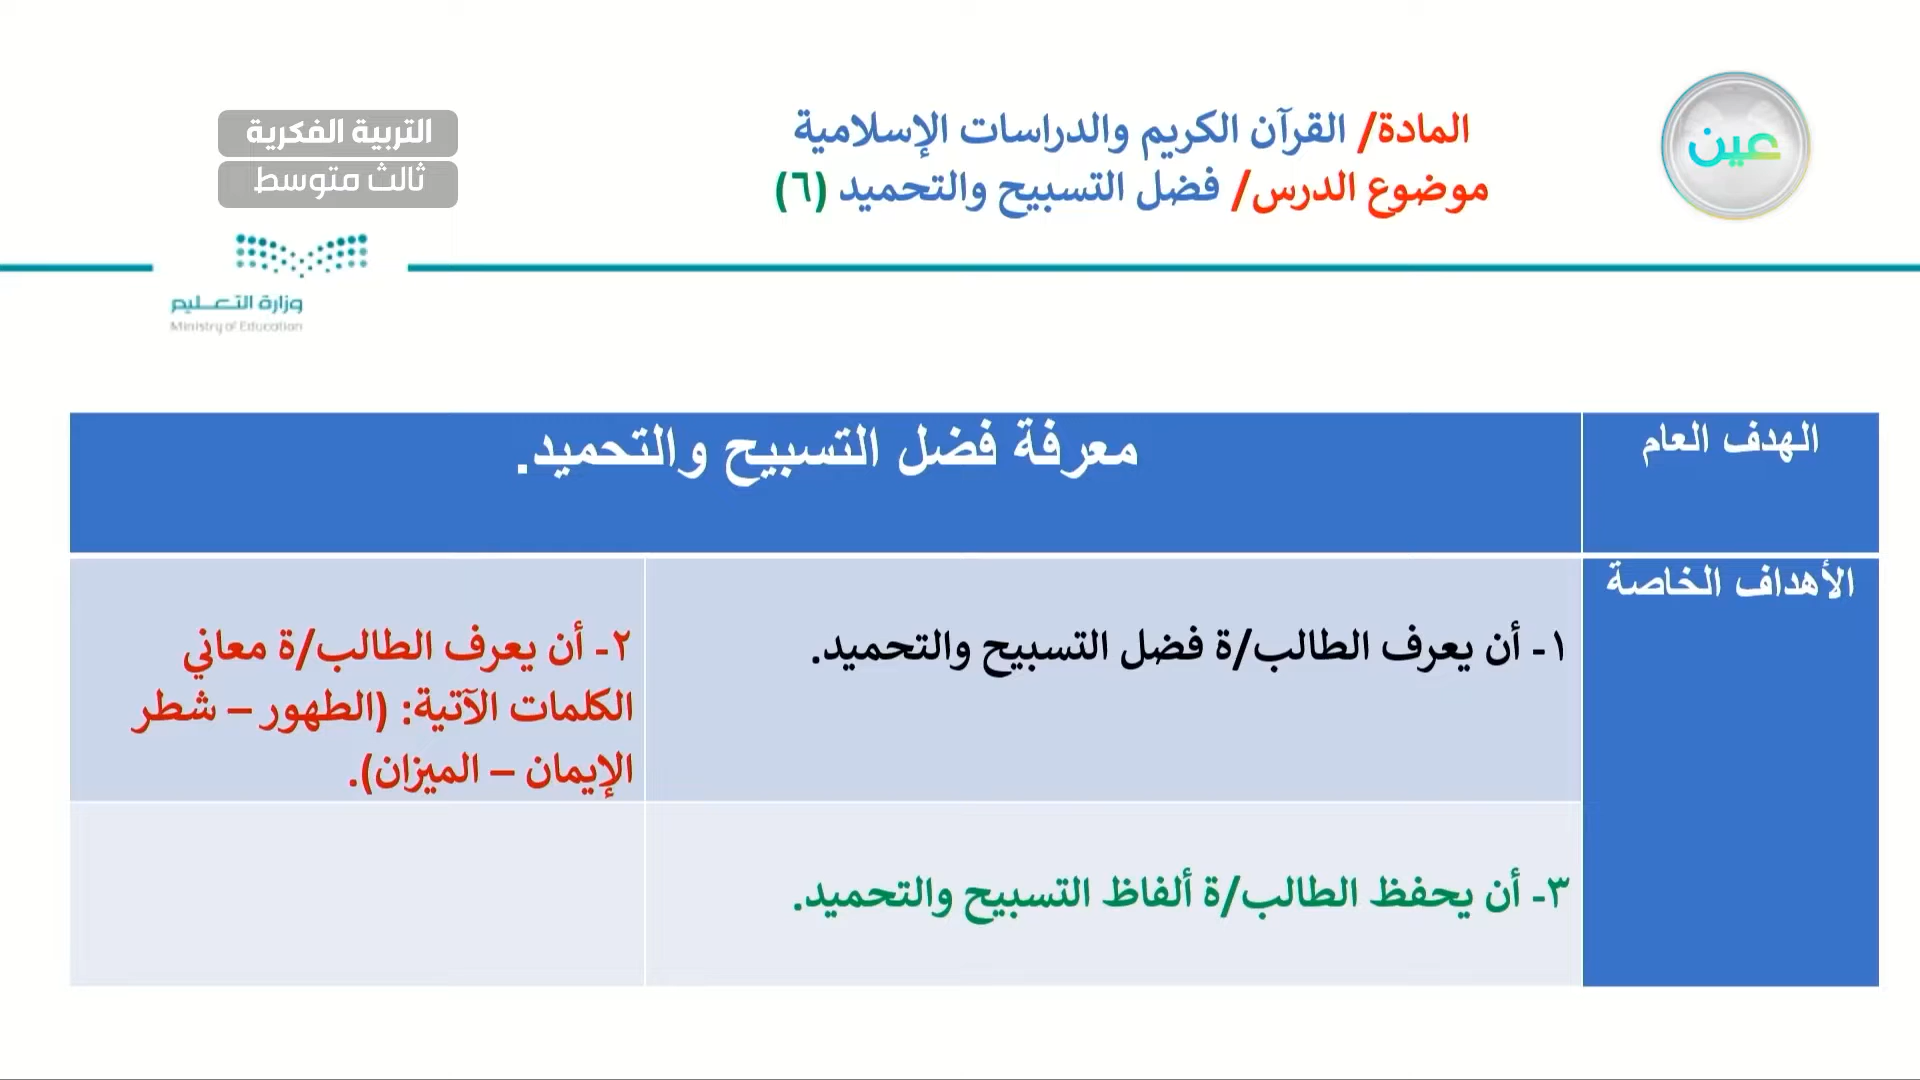 عين
المادة/ القرآن الكريم والدراسات الإسلامية
موضوع الدرس/ فضل التسبيح والتحميد (٦)
التربية الفكرية
ثالث متوسط
وزارة التعـــليم
Ministry of Education
الهدف العام
معرفة فضل التسبيح والتحميد.
الأهداف الخاصة
١- أن يعرف الطالب/ة فضل التسبيح والتحميد.
٢- أن يعرف الطالب/ة معاني
الكلمات الآتية: (الطهور – شطر
الإيمان – الميزان).
٣- أن يحفظ الطالب/ة ألفاظ التسبيح والتحميد.